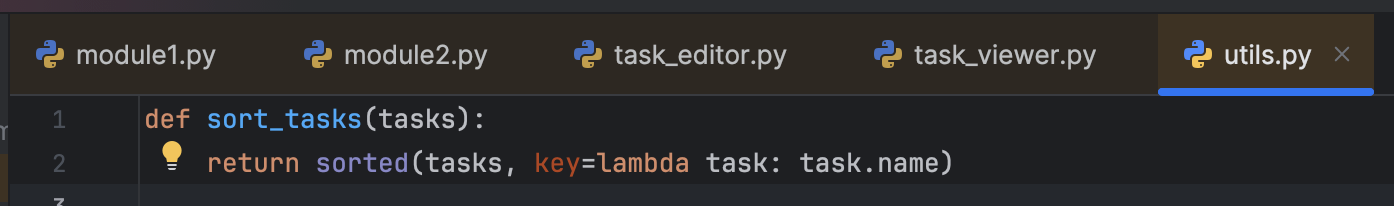 module1.py module2.py task_editor.py task_viewer.py utils.py
1 def sort_tasks(tasks):
2 return sorted(tasks, key=lambda task: task.name)
3